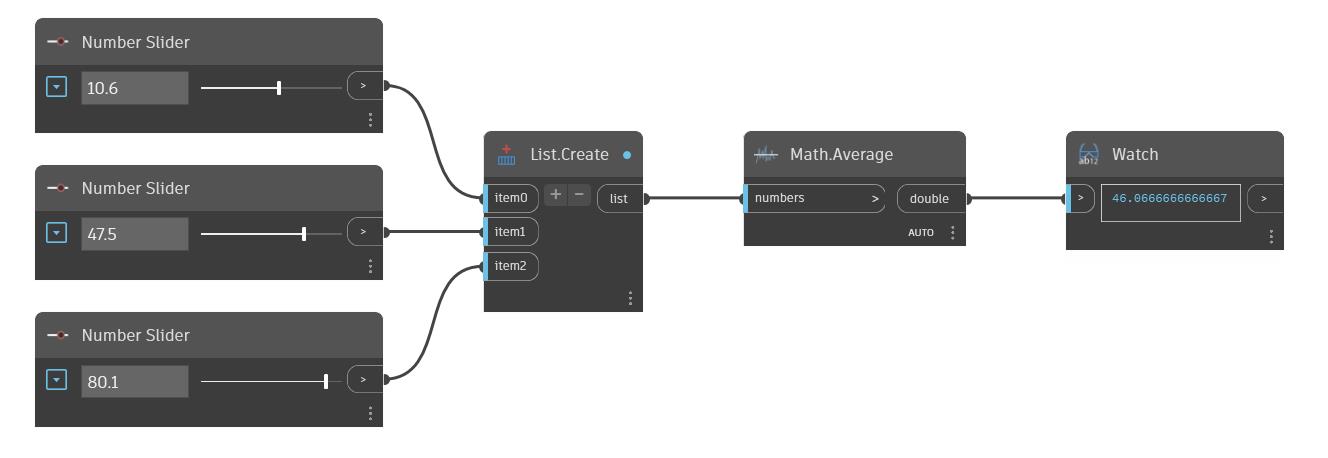 Number Slider
10.6
>
Number Slider
47.5
>
Number Slider
80.1
>
List.Create
item0
+
−
list
item1
item2
Math.Average
numbers
>
double
AUTO
ab12
Watch
>
46.0666666666667
>